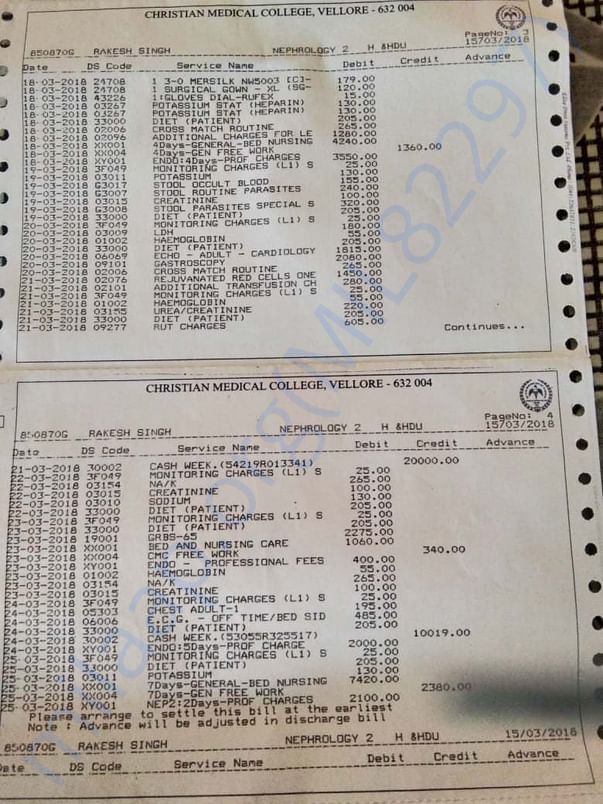 CHRISTIAN MEDICAL COLLEGE, VELLORE - 632 004
PageNo: 3
850870G RAKESH SINGH NEPHROLOGY 2 H &HDU 15/03/2018
Date DS Code Service Name Debit Credit Advance
18-03-2018 24708 1 3-0 MERSILK NW5003 [C]- 179.00
18-03-2018 24708 1 SURGICAL GOWN - XL (SG- 120.00
18-03-2018 43226 1:GLOVES DIAL-RUFEX 15.00
18-03-2018 03267 POTASSIUM STAT (HEPARIN) 130.00
18-03-2018 03267 POTASSIUM STAT (HEPARIN) 130.00
18-03-2018 33000 DIET (PATIENT) 205.00
18-03-2018 02006 CROSS MATCH ROUTINE 265.00
18-03-2018 02096 ADDITIONAL CHARGES FOR LE 1280.00
18-03-2018 XX001 4Days-GENERAL-BED NURSING 4240.00
18-03-2018 XX004 4Days-GEN FREE WORK 1360.00
18-03-2018 XY001 ENDO:4Days-PROF CHARGES 3550.00
19-03-2018 3F049 MONITORING CHARGES (L1) S 25.00
19-03-2018 03011 POTASSIUM 130.00
19-03-2018 G3017 STOOL OCCULT BLOOD 155.00
19-03-2018 G3007 STOOL ROUTINE PARASITES 240.00
19-03-2018 03015 CREATININE 100.00
19-03-2018 G3008 STOOL PARASITES SPECIAL S 320.00
19-03-2018 33000 DIET (PATIENT) 205.00
20-03-2018 3F049 MONITORING CHARGES (L1) S 25.00
20-03-2018 03009 LDH 180.00
20-03-2018 01002 HAEMOGLOBIN 55.00
20-03-2018 33000 DIET (PATIENT) 205.00
20-03-2018 06069 ECHO - ADULT - CARDIOLOGY 1815.00
20-03-2018 09101 GASTROSCOPY 2080.00
20-03-2018 02006 CROSS MATCH ROUTINE 265.00
21-03-2018 02076 REJUVANATED RED CELLS ONE 1450.00
21-03-2018 02101 ADDITIONAL TRANSFUSION CH 280.00
21-03-2018 3F049 MONITORING CHARGES (L1) S 25.00
21-03-2018 01002 HAEMOGLOBIN 55.00
21-03-2018 03155 UREA/CREATININE 220.00
21-03-2018 33000 DIET (PATIENT) 205.00
21-03-2018 09277 RUT CHARGES 605.00
Continues...
CHRISTIAN MEDICAL COLLEGE, VELLORE - 632 004
PageNo: 4
850870G RAKESH SINGH NEPHROLOGY 2 H &HDU 15/03/2018
Date DS Code Service Name Debit Credit Advance
21-03-2018 30002 CASH WEEK.(54219R013341) 20000.00
22-03-2018 3F049 MONITORING CHARGES (L1) S 25.00
22-03-2018 03154 NA/K 265.00
22-03-2018 03015 CREATININE 100.00
22-03-2018 03010 SODIUM 130.00
22-03-2018 33000 DIET (PATIENT) 205.00
23-03-2018 3F049 MONITORING CHARGES (L1) S 25.00
23-03-2018 33000 DIET (PATIENT) 205.00
23-03-2018 19001 GRBS-65 2275.00
23-03-2018 XX001 BED AND NURSING CARE 1060.00
23-03-2018 XX004 CMC FREE WORK 340.00
23-03-2018 XY001 ENDO - PROFESSIONAL FEES 400.00
23-03-2018 01002 HAEMOGLOBIN 55.00
23-03-2018 03154 NA/K 265.00
23-03-2018 03015 CREATININE 100.00
24-03-2018 3F049 MONITORING CHARGES (L1) S 25.00
24-03-2018 05303 CHEST ADULT-1 195.00
24-03-2018 06006 E.C.G. - OFF TIME/BED SID 485.00
24-03-2018 33000 DIET (PATIENT) 205.00
24-03-2018 30002 CASH WEEK.(53055R325517) 10019.00
24-03-2018 XY001 ENDO:5Days-PROF CHARGE 2000.00
25-03-2018 3F049 MONITORING CHARGES (L1) S 25.00
25-03-2018 33000 DIET (PATIENT) 205.00
25-03-2018 03011 POTASSIUM 130.00
25-03-2018 XX001 7Days-GENERAL-BED NURSING 7420.00
25-03-2018 XX004 7Days-GEN FREE WORK 2380.00
25-03-2018 XY001 NEP2:2Days-PROF CHARGES 2100.00
Please arrange to settle this bill at the earliest
Note : Advance will be adjusted in discharge bill
850870G RAKESH SINGH NEPHROLOGY 2 H &HDU 15/03/2018
Date DS Code Service Name Debit Credit Advance